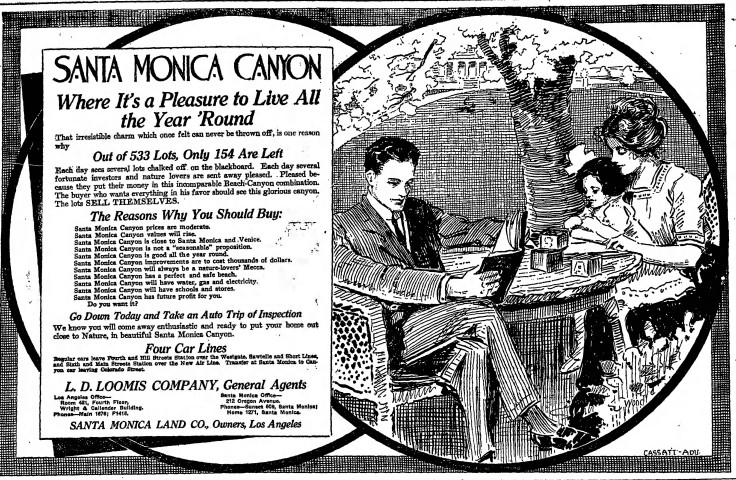 SANTA MONICA CANYON
Where It's a Pleasure to Live All
the Year 'Round
That irresistible charm which once felt can never be thrown off, is one reason
why
Out of 533 Lots, Only 154 Are Left
Each day sees several lots chalked off on the blackboard. Each day several
fortunate investors and nature lovers are sent away pleased. Pleased be-
cause they put their money in this incomparable Beach-Canyon combination.
The buyer who wants everything in his favor should see this glorious canyon.
The lots SELL THEMSELVES.
The Reasons Why You Should Buy:
Santa Monica Canyon prices are moderate.
Santa Monica Canyon values will rise.
Santa Monica Canyon is close to Santa Monica and Venice.
Santa Monica Canyon is not a "seasonable" proposition.
Santa Monica Canyon is good all the year round.
Santa Monica Canyon improvements are to cost thousands of dollars.
Santa Monica Canyon will always be a nature-lovers' Mecca.
Santa Monica Canyon has a perfect and safe beach.
Santa Monica Canyon will have water, gas and electricity.
Santa Monica Canyon will have schools and stores.
Santa Monica Canyon has future profit for you.
Do you want it?
Go Down Today and Take an Auto Trip of Inspection
We know you will come away enthusiastic and ready to put your home out
close to Nature, in beautiful Santa Monica Canyon.
Four Car Lines
Regular cars leave Fourth and Hill Streets Station over the Westgate, Sawtelle and Short Lines,
and Sixth and Main Streets Station over the New Air Line. Transfer at Santa Monica to Can-
yon car leaving Colorado Street.
L. D. LOOMIS COMPANY, General Agents
Los Angeles Office—
Room 421, Fourth Floor,
Wright & Callender Building.
Phones—Main 1676; F1418.
Santa Monica Office—
212 Oregon Avenue.
Phones—Sunset 609, Santa Monica;
Home 1271, Santa Monica.
SANTA MONICA LAND CO., Owners, Los Angeles
A
CASSATT-ADV.